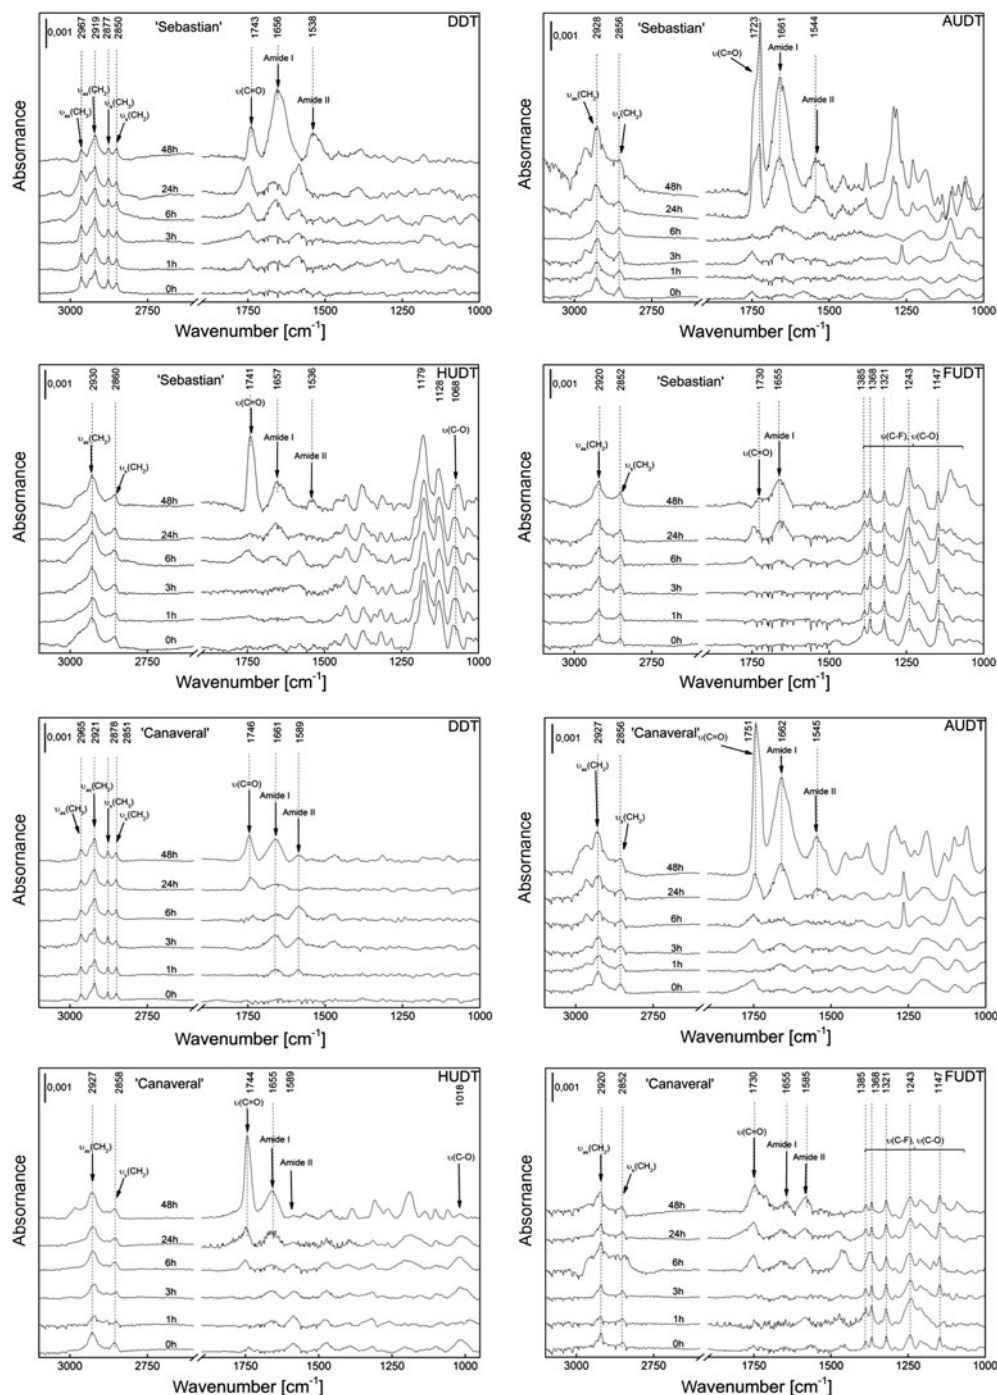 0,001 2967 2919 2877 2850 'Sebastian' 1743 1656 1538 DDT
υas(CH3)
υas(CH2)
υs(CH3)
υs(CH2)
υ(C=O)
Amide I
Amide II
48h
24h
6h
3h
1h
0h
Absornance
3000 2750 1500 1250 1000
Wavenumber [cm-1]
0,001 2928 2856 'Sebastian' 1723 1661 1544 AUDT
υas(CH2)
υs(CH2)
υ(C=O)
Amide I
Amide II
48h
24h
6h
3h
1h
0h
Absornance
3000 2750 1750 1500 1250 1000
Wavenumber [cm-1]
0,001 2930 2860 'Sebastian' 1741 1657 1536 1179 1128 1068 HUDT
υas(CH2)
υs(CH2)
υ(C=O)
Amide I
Amide II
υ(C-O)
48h
24h
6h
3h
1h
0h
Absornance
3000 2750 1750 1500 1250 1000
Wavenumber [cm-1]
0,001 2920 2852 'Sebastian' 1730 1655 1385 1368 1321 1243 1147 FUDT
υas(CH2)
υs(CH2)
υ(C=O)
Amide I
υ(C-F), υ(C-O)
48h
24h
6h
3h
1h
0h
Absornance
3000 2750 1750 1500 1250 1000
Wavenumber [cm-1]
0,001 2965 2921 2878 2851 'Canaveral' 1746 1661 1589 DDT
υas(CH3)
υas(CH2)
υs(CH3)
υs(CH2)
υ(C=O)
Amide I
Amide II
48h
24h
6h
3h
1h
0h
Absornance
3000 2750 1750 1500 1250 1000
Wavenumber [cm-1]
0,001 2927 2856 'Canaveral' 1751 1662 1545 AUDT
υas(CH2)
υs(CH2)
υ(C=O)
Amide I
Amide II
48h
24h
6h
3h
1h
0h
Absornance
3000 2750 1750 1500 1250 1000
Wavenumber [cm-1]
0,001 2927 2858 'Canaveral' 1744 1655 1589 1018 HUDT
υas(CH2)
υs(CH2)
υ(C=O)
Amide I
Amide II
υ(C-O)
48h
24h
6h
3h
1h
0h
Absornance
3000 2750 1750 1500 1250 1000
Wavenumber [cm-1]
0,001 2920 2852 'Canaveral' 1730 1655 1585 1385 1368 1321 1243 1147 FUDT
υas(CH2)
υs(CH2)
υ(C=O)
Amide I
Amide II
υ(C-F), υ(C-O)
48h
24h
6h
3h
1h
0h
Absornance
3000 2750 1750 1500 1250 1000
Wavenumber [cm-1]